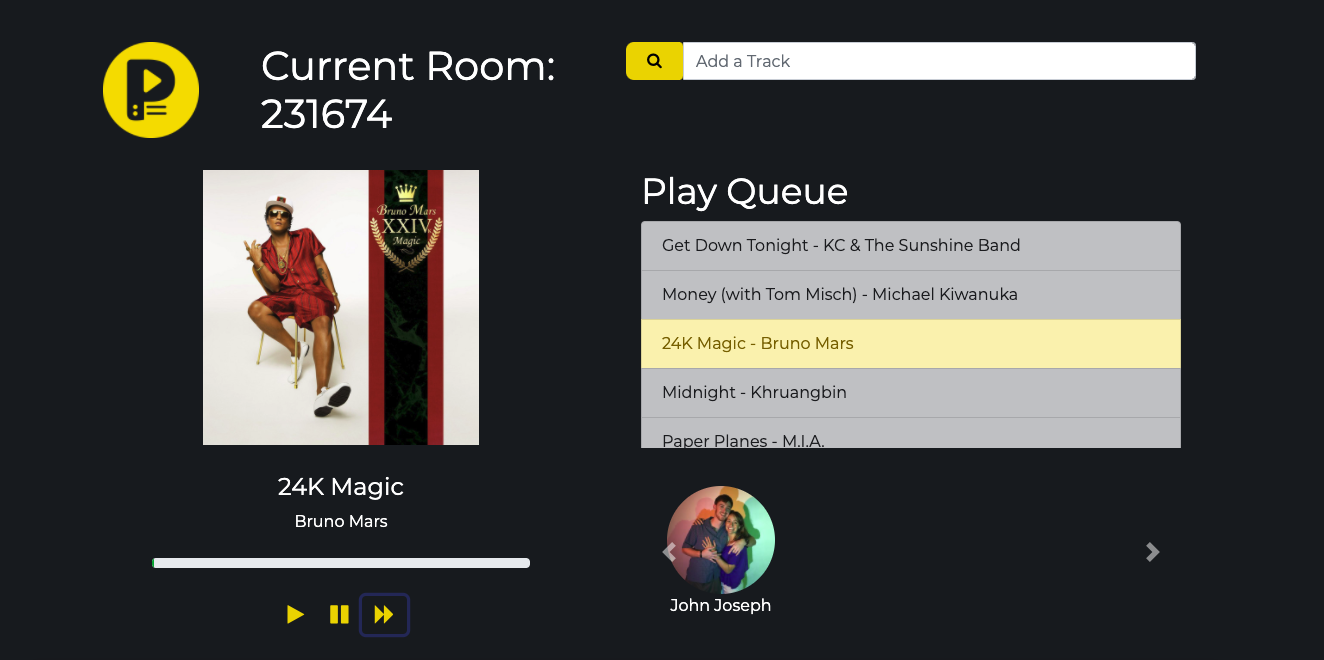 Current Room:
231674
Add a Track
Bruno Mars
XXIV
Magic
24K Magic
Bruno Mars
Play Queue
Get Down Tonight - KC & The Sunshine Band
Money (with Tom Misch) - Michael Kiwanuka
24K Magic - Bruno Mars
Midnight - Khruangbin
Paper Planes - M.I.A.
John Joseph